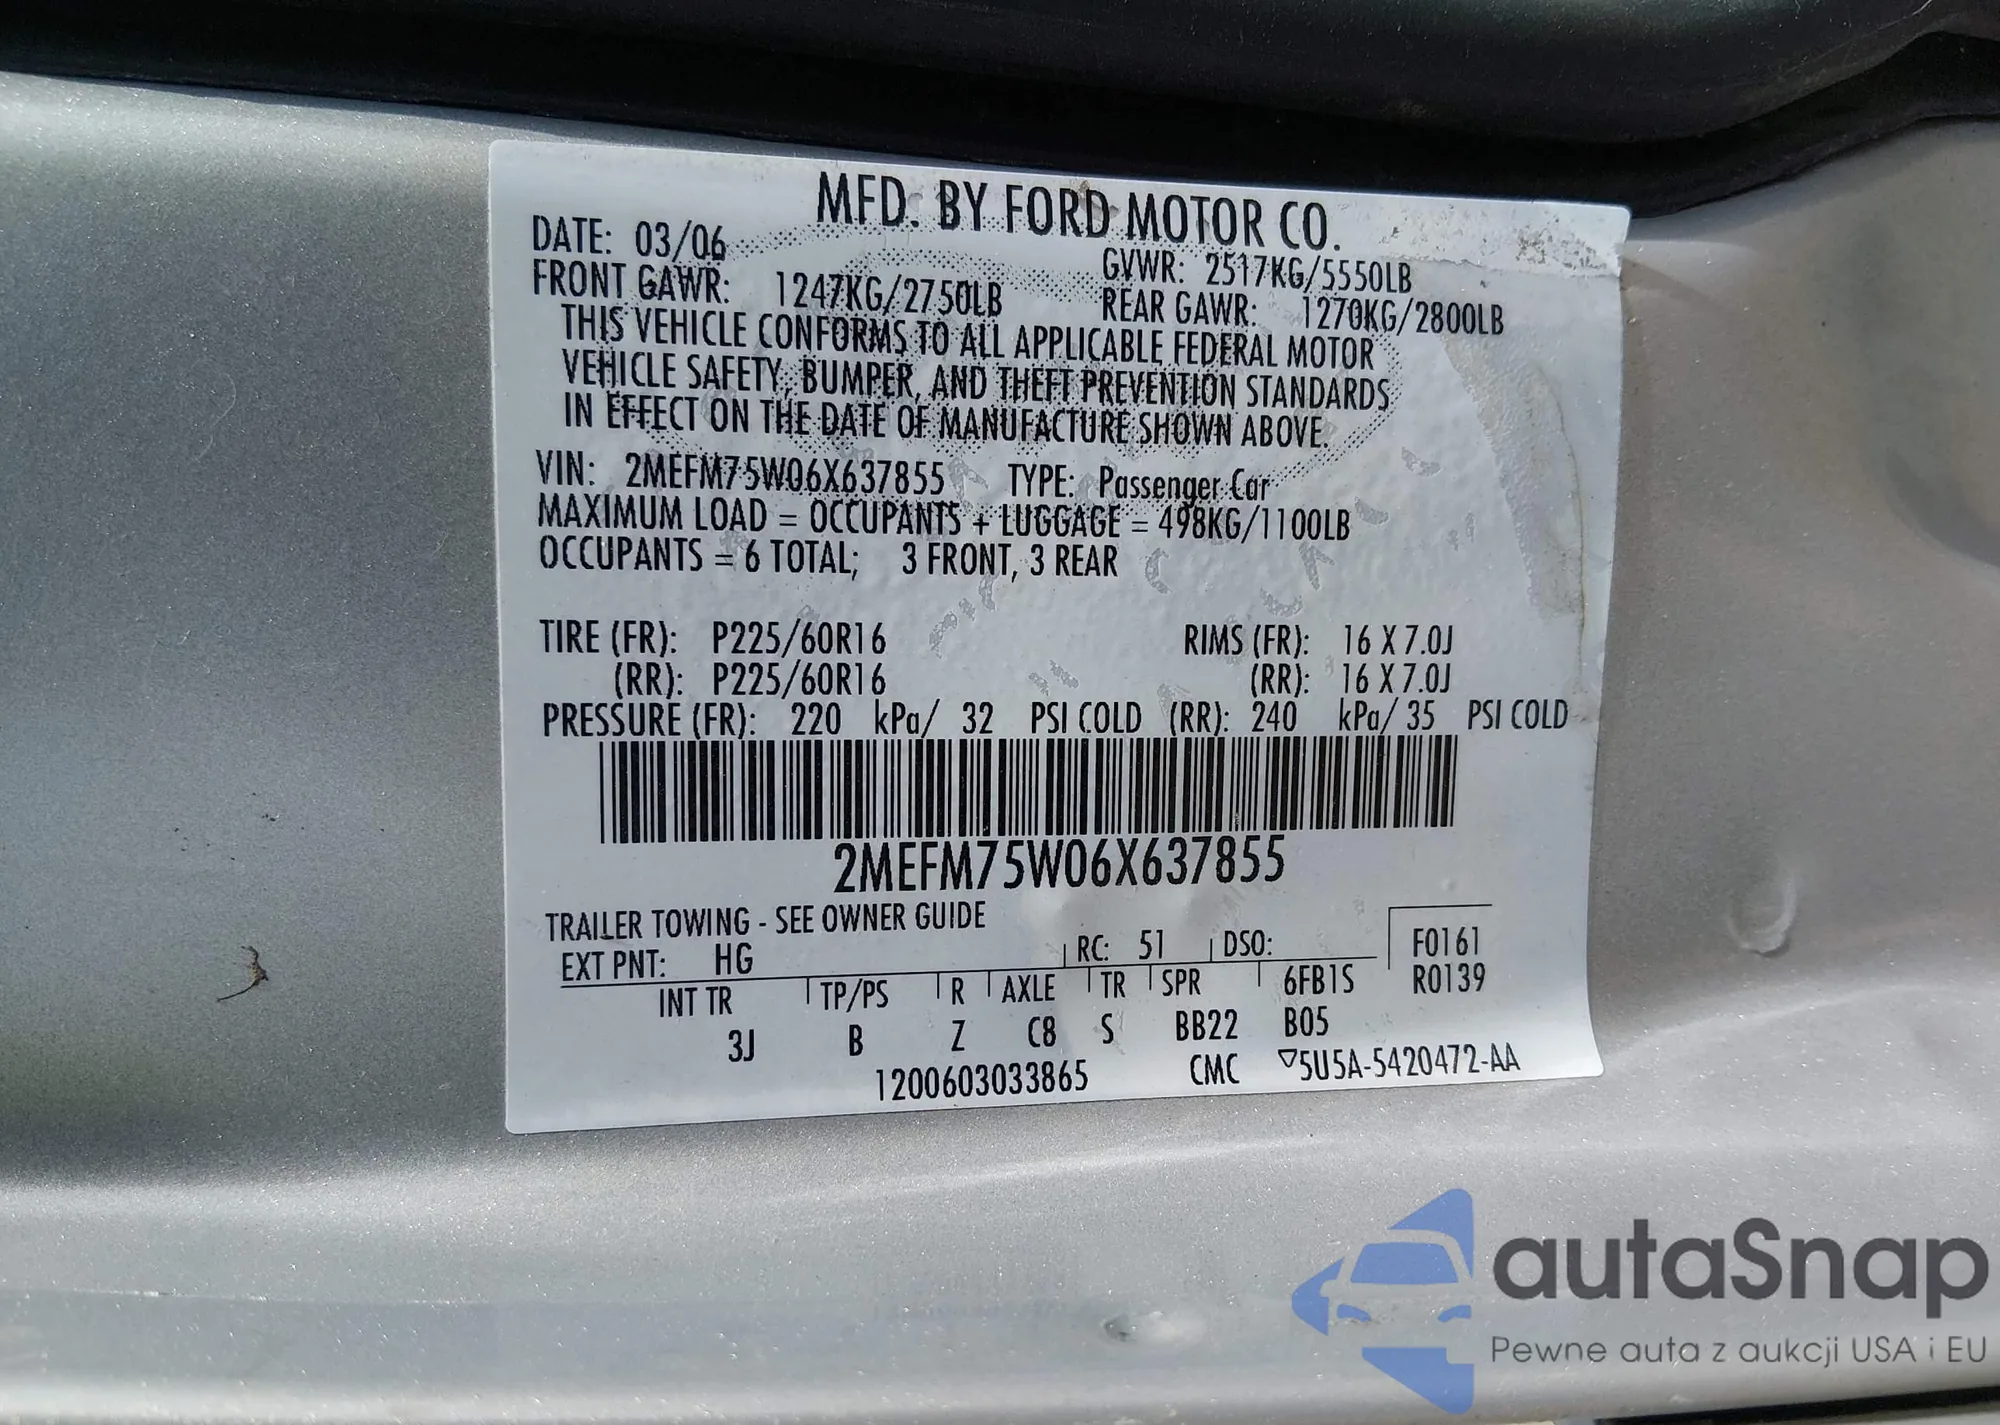 MFD. BY FORD MOTOR CO.
DATE: 03/06 GVWR: 2517KG/5550LB
FRONT GAWR: 1247KG/2750LB REAR GAWR: 1270KG/2800LB
THIS VEHICLE CONFORMS TO ALL APPLICABLE FEDERAL MOTOR
VEHICLE SAFETY, BUMPER, AND THEFT PREVENTION STANDARDS
IN EFFECT ON THE DATE OF MANUFACTURE SHOWN ABOVE.
VIN: 2MEFM75W06X637855 TYPE: Passenger Car
MAXIMUM LOAD = OCCUPANTS + LUGGAGE = 498KG/1100LB
OCCUPANTS = 6 TOTAL; 3 FRONT, 3 REAR
TIRE (FR): P225/60R16 RIMS (FR): 16 X 7.0J
(RR): P225/60R16 (RR): 16 X 7.0J
PRESSURE (FR): 220 kPa/ 32 PSI COLD (RR): 240 kPa/ 35 PSI COLD
2MEFM75W06X637855
TRAILER TOWING - SEE OWNER GUIDE
EXT PNT: HG RC: 51 DSO: F0161
INT TR TP/PS R AXLE TR SPR 6FB1S R0139
3J B Z C8 S BB22 B05
1200603033865 CMC ▽5U5A-5420472-AA
autaSnap
Pewne auta z aukcji USA i EU